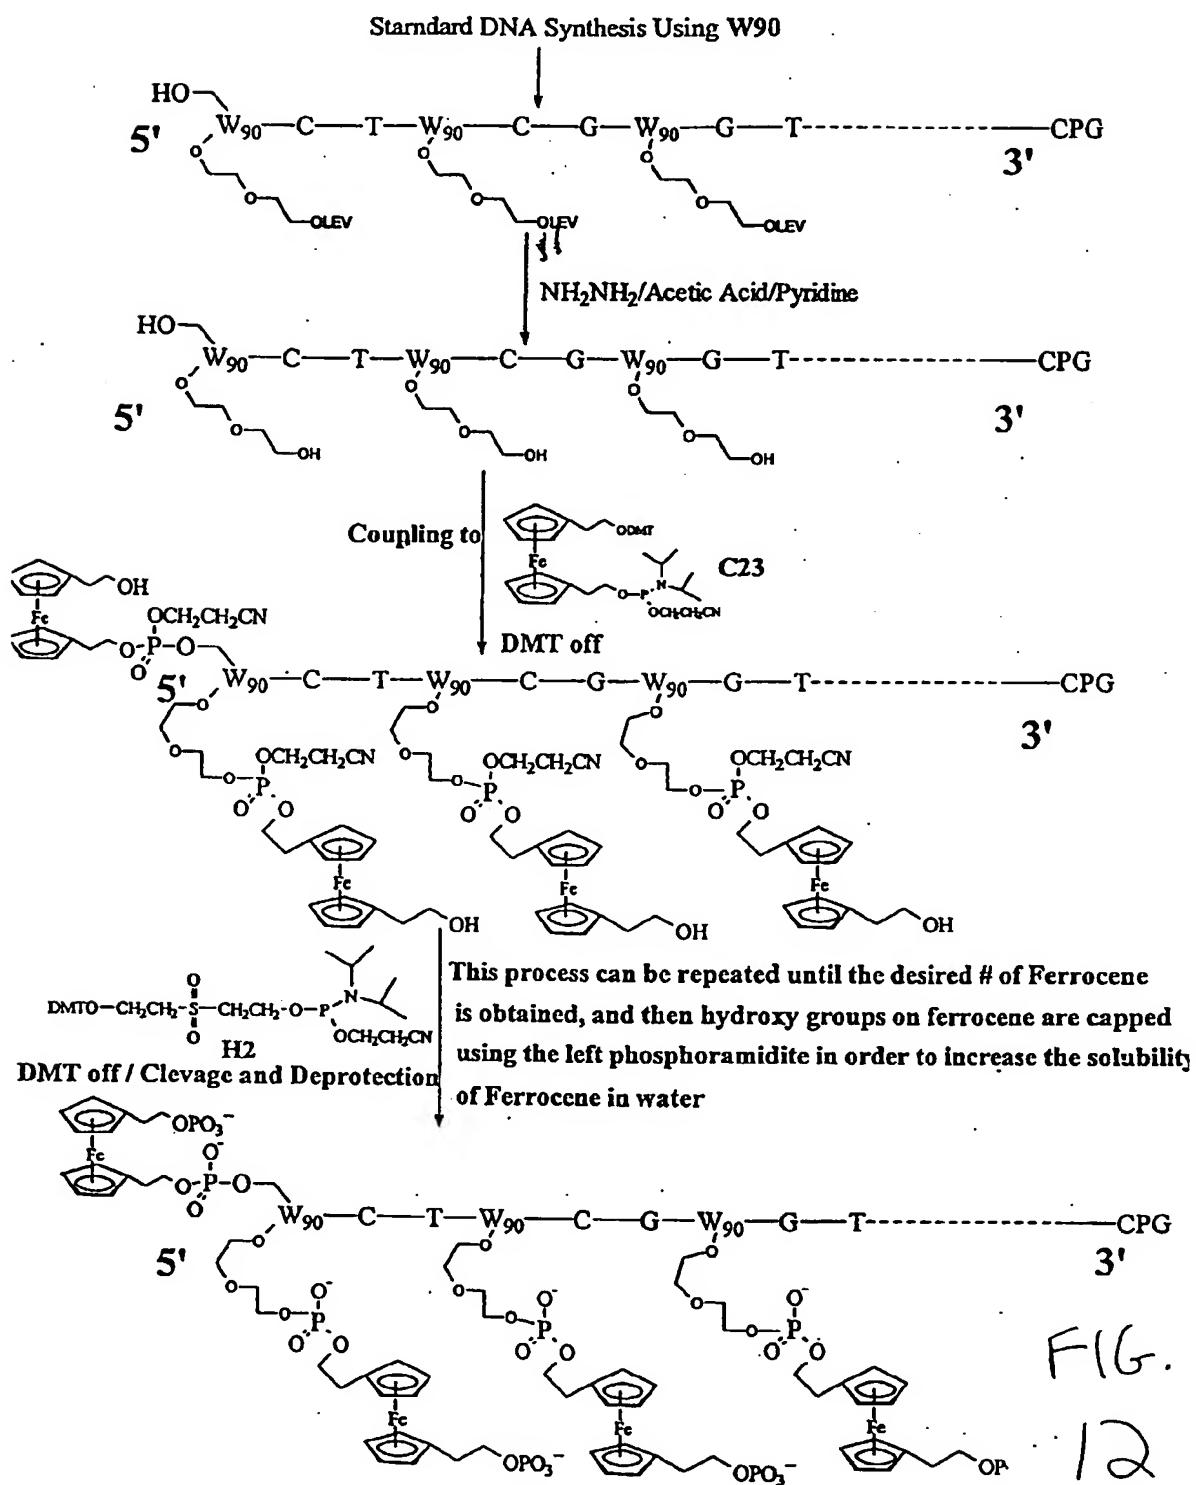 Starndard DNA Synthesis Using W90
HO
5' W90 C T W90 C G W90 G T CPG
3'
O O O
O O O
OLEV OLEV OLEV
NH2NH2/Acetic Acid/Pyridine
HO
W90 C T W90 C G W90 G T CPG
5' 3'
O O O
O O O
OH OH OH
Coupling to
ODMT
Fe
N
O P
OCH2CH2CN
C23
DMT off
OH
Fe
OCH2CH2CN
O P O
O
5' W90 C T W90 C G W90 G T CPG
3'
O O O
O O O
OCH2CH2CN OCH2CH2CN OCH2CH2CN
O P O P O P
O O O O O O
Fe Fe Fe
OH OH OH
This process can be repeated until the desired # of Ferrocene
is obtained, and then hydroxy groups on ferrocene are capped
using the left phosphoramidite in order to increase the solubility
of Ferrocene in water
O
DMTO-CH2CH2-S-CH2CH2-O-P N
O
OCH2CH2CN
H2
DMT off / Clevage and Deprotection
OPO3-
Fe
O-
O P O
O
W90 C T W90 C G W90 G T CPG
5' 3'
O O O
O O O
O- O- O-
O P O P O P
O O O O O O
Fe Fe Fe
OPO3- OPO3- OP
FIG.
12